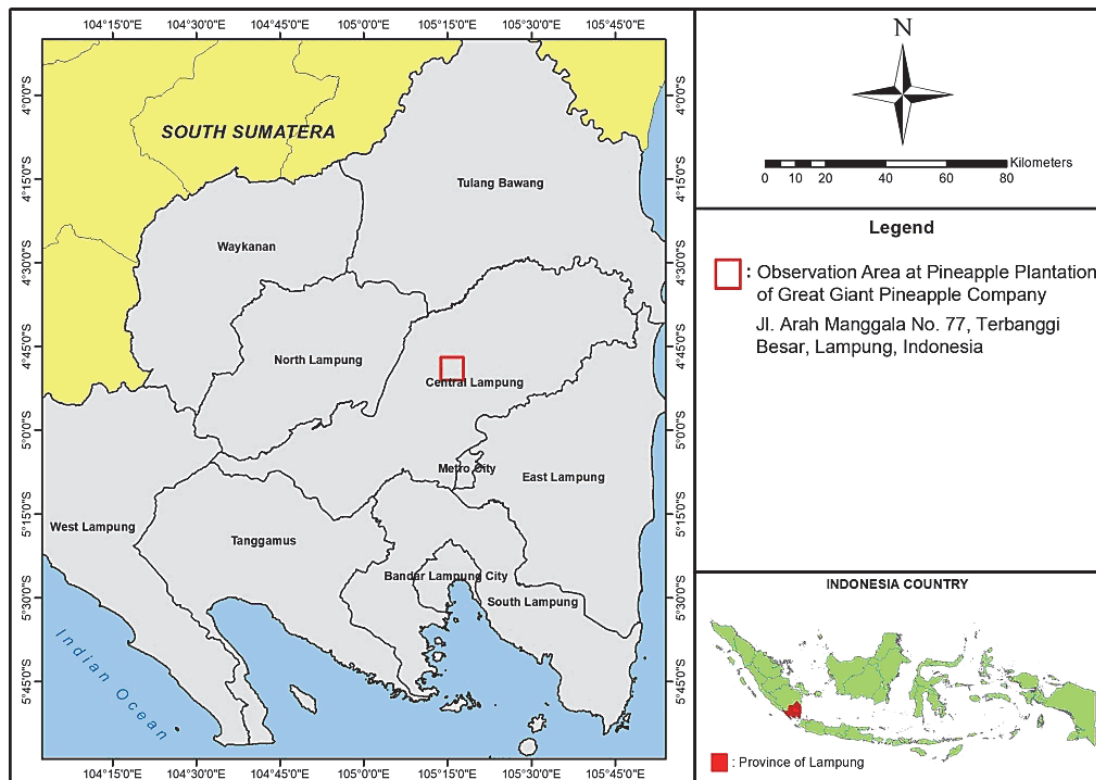 104°15'0"E 104°30'0"E 104°45'0"E 105°0'0"E 105°15'0"E 105°30'0"E 105°45'0"E
4°0'0"S
4°15'0"S
4°30'0"S
4°45'0"S
5°0'0"S
5°15'0"S
5°30'0"S
5°45'0"S
SOUTH SUMATERA
Tulang Bawang
Waykanan
North Lampung
Central Lampung
Metro City
East Lampung
West Lampung
Tanggamus
Bandar Lampung City
South Lampung
Indian Ocean
4°0'0"S
4°15'0"S
4°30'0"S
4°45'0"S
5°0'0"S
5°15'0"S
5°30'0"S
5°45'0"S
104°15'0"E 104°30'0"E 104°45'0"E 105°0'0"E 105°15'0"E 105°30'0"E 105°45'0"E
N
Kilometers
0 10 20 40 60 80
Legend
: Observation Area at Pineapple Plantation
of Great Giant Pineapple Company
Jl. Arah Manggala No. 77, Terbanggi
Besar, Lampung, Indonesia
INDONESIA COUNTRY
: Province of Lampung